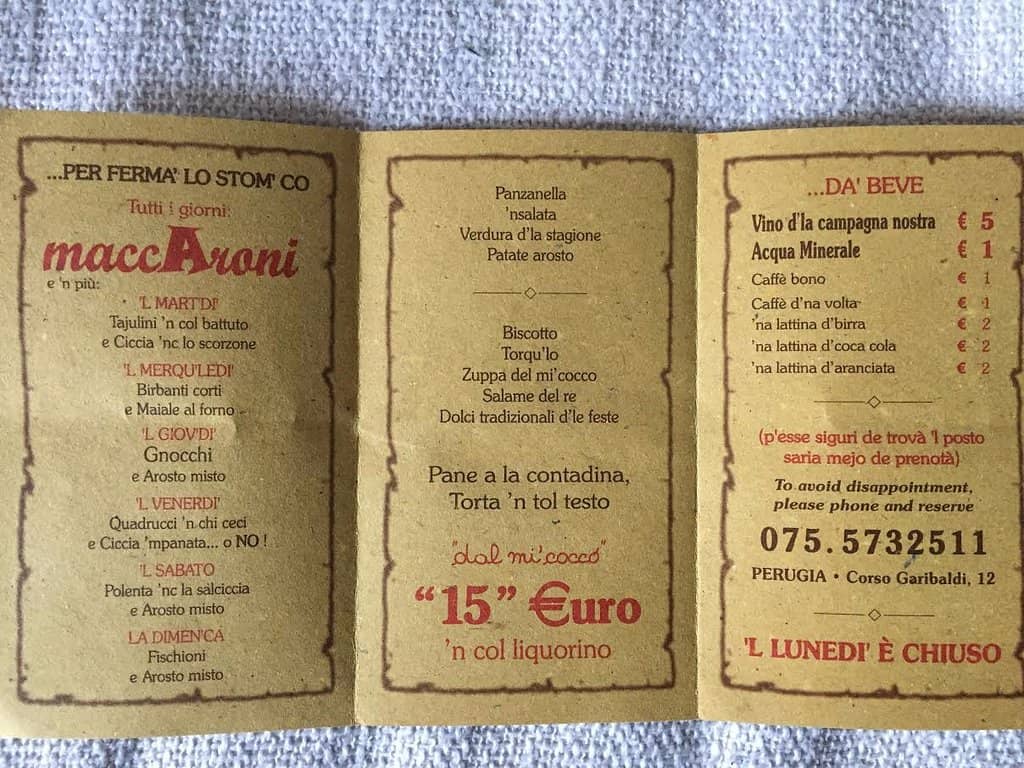 ...PER FERMA' LO STOM' CO
Tutti i giorni:
maccAroni
e 'n più:
'L MART'DI'
Tajulini 'n col battuto
e Ciccia 'nc lo scorzone
'L MERQU'LEDI'
Birbanti corti
e Maiale al forno
'L GIOV'DI'
Gnocchi
e Arosto misto
'L VENERDI'
Quadrucci 'n chi ceci
e Ciccia 'mpanata... o NO !
'L SABATO
Polenta 'nc la salciccia
e Arosto misto
LA DIMEN'CA
Fischioni
e Arosto misto
Panzanella
'nsalata
Verdura d'la stagione
Patate arosto
Biscotto
Torqu'lo
Zuppa del mi'cocco
Salame del re
Dolci tradizionali d'le feste
Pane a la contadina,
Torta 'n tol testo
"dal mi'cocco"
"15" €uro
'n col liquorino
...DA' BEVE
Vino d'la campagna nostra € 5
Acqua Minerale € 1
Caffè bono € 1
Caffè d'na volta € 1
'na lattina d'birra € 2
'na lattina d'coca cola € 2
'na lattina d'aranciata € 2
(p'ésse siguri de trovà 'l posto
saria mejo de prenotà)
To avoid disappointment,
please phone and reserve
075.5732511
PERUGIA • Corso Garibaldi, 12
'L LUNEDI' È CHIUSO